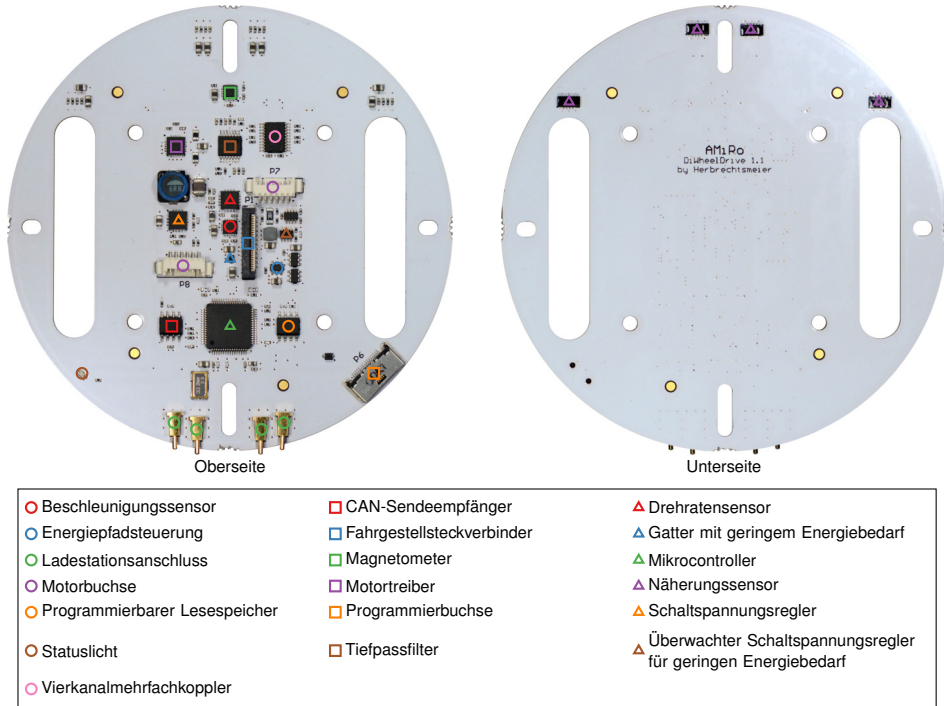 P7
P1
P8
P6
AMiRo
DiWheelDrive 1.1
by Herbrechtsmeier
Oberseite
Unterseite
Beschleunigungssensor
CAN-Sendeempfänger
Drehratensensor
Energiepfadsteuerung
Fahrgestellsteckverbinder
Gatter mit geringem Energiebedarf
Ladestationsanschluss
Magnetometer
Mikrocontroller
Motorbuchse
Motortreiber
Näherungssensor
Programmierbarer Lesespeicher
Programmierbuchse
Schaltspannungsregler
Statuslicht
Tiefpassfilter
Überwachter Schaltspannungsregler
für geringen Energiebedarf
Vierkanalmehrfachkoppler